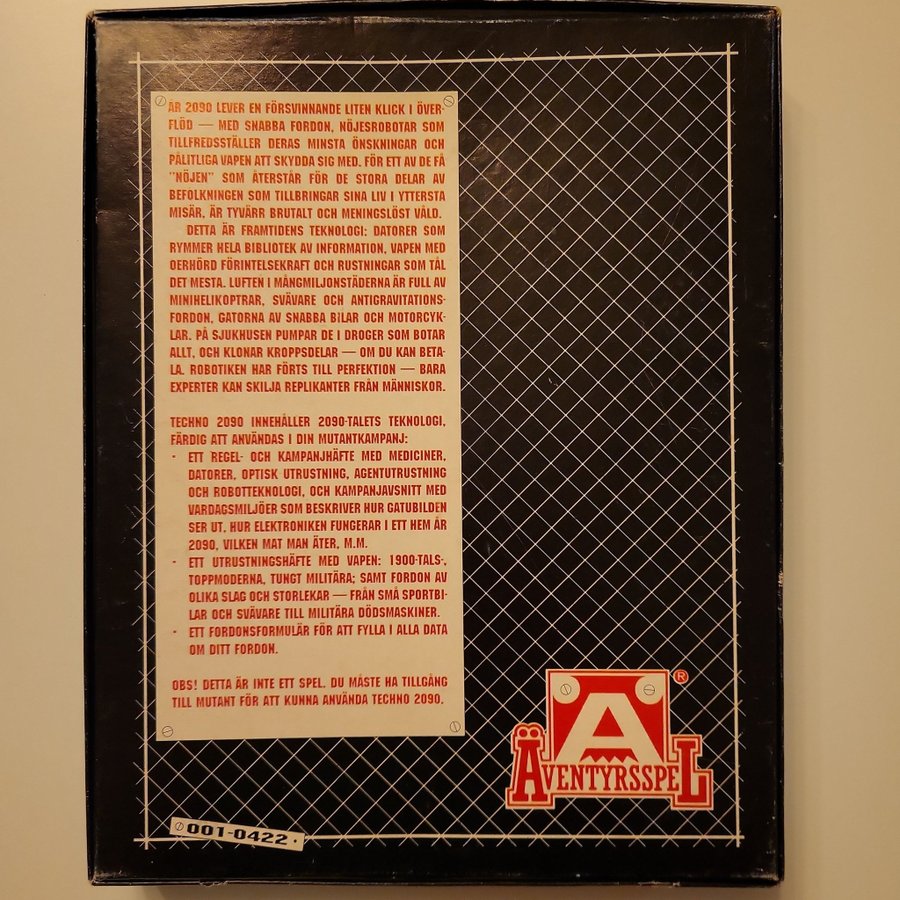 ÅR 2090 LEVER EN FÖRSVINNANDE LITEN KLICK I ÖVER-
FLÖD — MED SNABBA FORDON, NÖJESROBOTAR SOM
TILLFREDSSTÄLLER DERAS MINSTA ÖNSKNINGAR OCH
PÅLITLIGA VAPEN ATT SKYDDA SIG MED. FÖR ETT AV DE FÅ
"NÖJEN" SOM ÅTERSTÅR FÖR DE STORA DELAR AV
BEFOLKNINGEN SOM TILLBRINGAR SINA LIV I YTTERSTA
MISÄR, ÄR TYVÄRR BRUTALT OCH MENINGSLÖST VÅLD.
DETTA ÄR FRAMTIDENS TEKNOLOGI: DATORER SOM
RYMMER HELA BIBLIOTEK AV INFORMATION, VAPEN MED
OERHÖRD FÖRINTELSEKRAFT OCH RUSTNINGAR SOM TÅL
DET MESTA. LUFTEN I MÅNGMILJONSTÄDERNA ÄR FULL AV
MINIHELIKOPTRAR, SVÄVARE OCH ANTIGRAVITATIONS-
FORDON, GATORNA AV SNABBA BILAR OCH MOTORCYK-
LAR. PÅ SJUKHUSEN PUMPAR DE I DROGER SOM BOTAR
ALLT, OCH KLONAR KROPPSDELAR — OM DU KAN BETA-
LA. ROBOTIKEN HAR FÖRTS TILL PERFEKTION — BARA
EXPERTER KAN SKILJA REPLIKANTER FRÅN MÄNNISKOR.
TECHNO 2090 INNEHÅLLER 2090-TALETS TEKNOLOGI,
FÄRDIG ATT ANVÄNDAS I DIN MUTANTKAMPANJ:
· ETT REGEL- OCH KAMPANJHÄFTE MED MEDICINER,
DATORER, OPTISK UTRUSTNING, AGENTUTRUSTNING
OCH ROBOTTEKNOLOGI, OCH KAMPANJAVSNITT MED
VARDAGSMILJÖER SOM BESKRIVER HUR GATUBILDEN
SER UT, HUR ELEKTRONIKEN FUNGERAR I ETT HEM ÅR
2090, VILKEN MAT MAN ÄTER, M.M.
· ETT UTRUSTNINGSHÄFTE MED VAPEN: 1900-TALS-,
TOPPMODERNA, TUNGT MILITÄRA; SAMT FORDON AV
OLIKA SLAG OCH STORLEKAR — FRÅN SMÅ SPORTBI-
LAR OCH SVÄVARE TILL MILITÄRA DÖDSMASKINER.
· ETT FORDONSFORMULÄR FÖR ATT FYLLA I ALLA DATA
OM DITT FORDON.
OBS! DETTA ÄR INTE ETT SPEL. DU MÅSTE HA TILLGÅNG
TILL MUTANT FÖR ATT KUNNA ANVÄNDA TECHNO 2090.
A ®
ÄVENTYRSSPEL
001-0422·